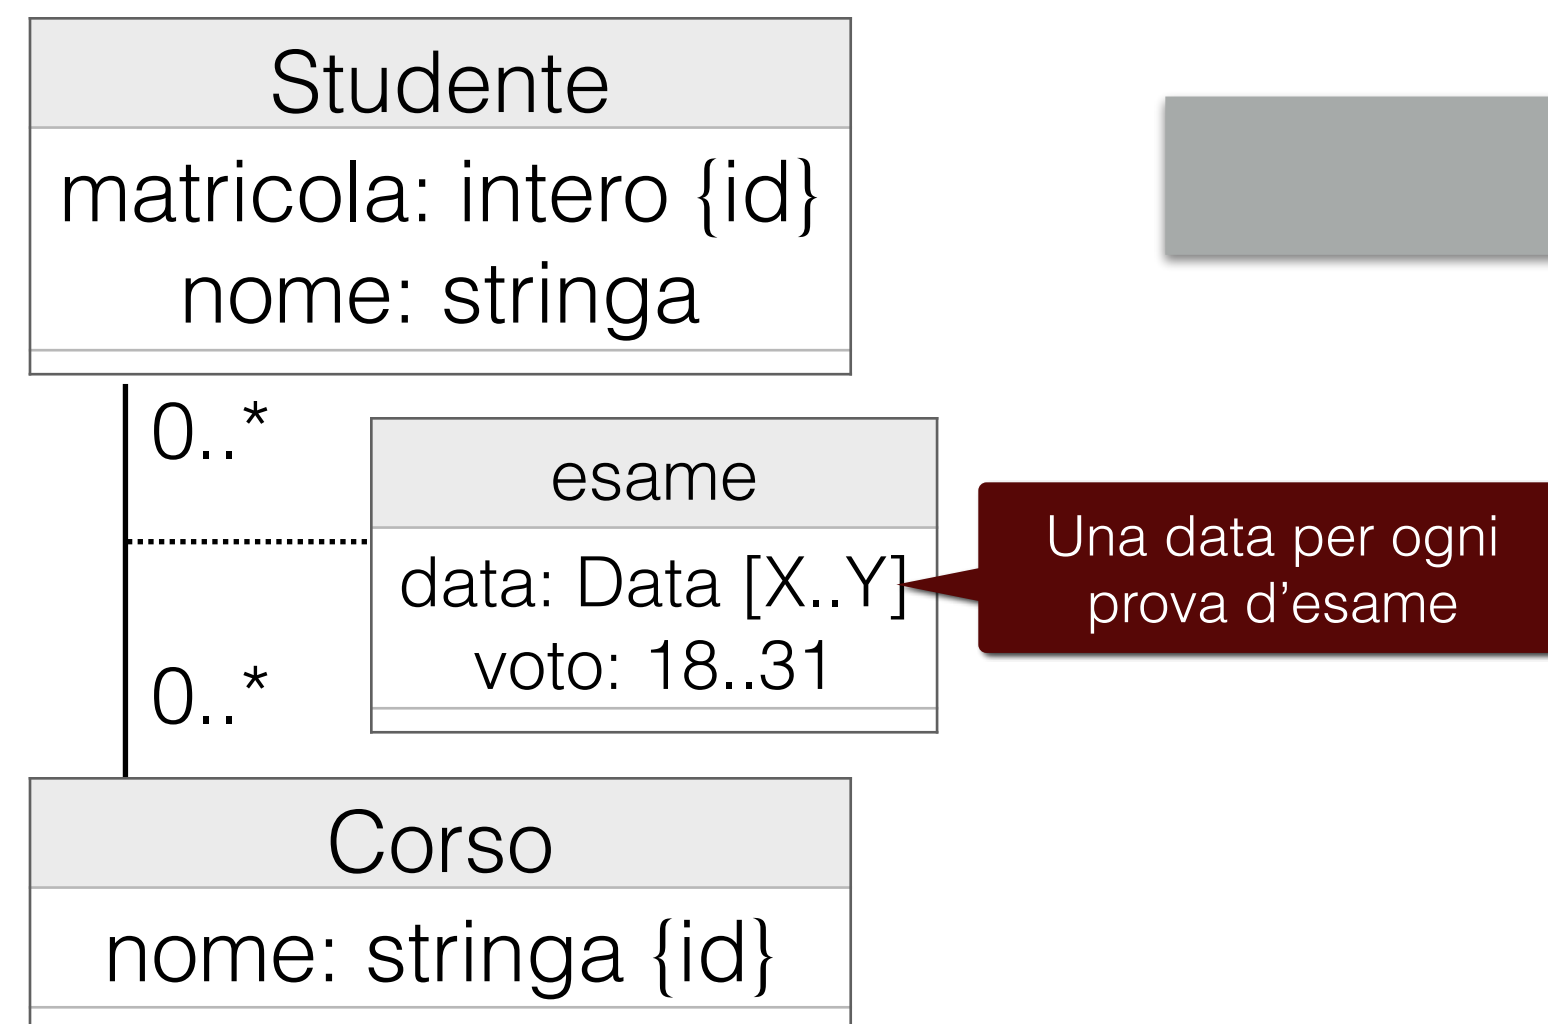 Studente
matricola: intero {id}
nome: stringa
0..*
esame
data: Data [X..Y]
voto: 18..31
Una data per ogni
prova d'esame
0..*
Corso
nome: stringa {id}